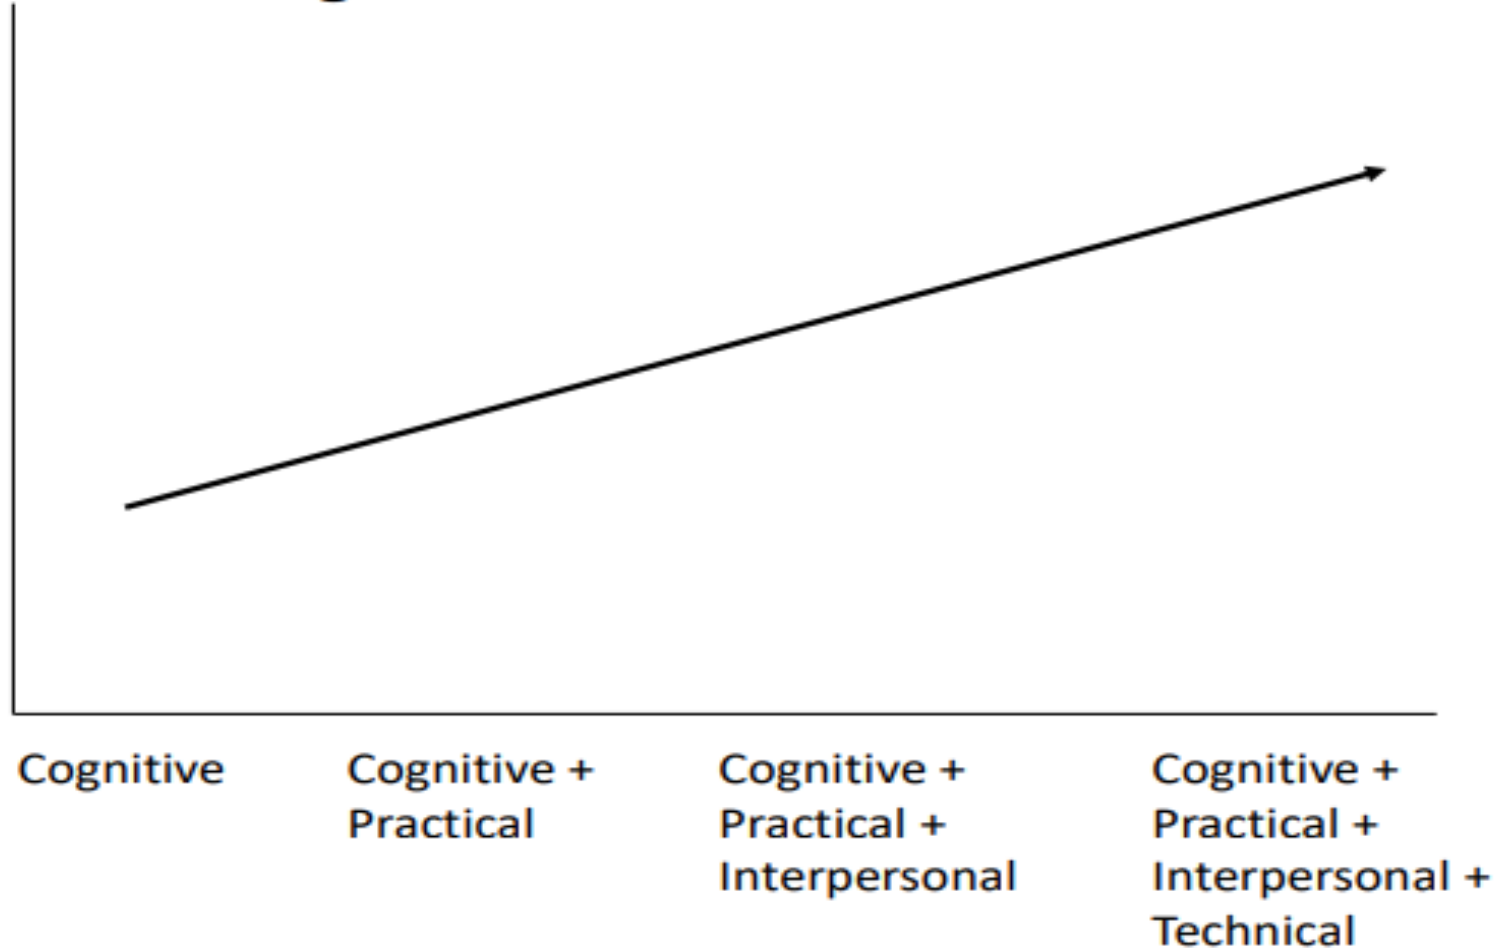 Cognitive
Cognitive +
Practical
Cognitive +
Practical +
Interpersonal
Cognitive +
Practical +
Interpersonal +
Technical